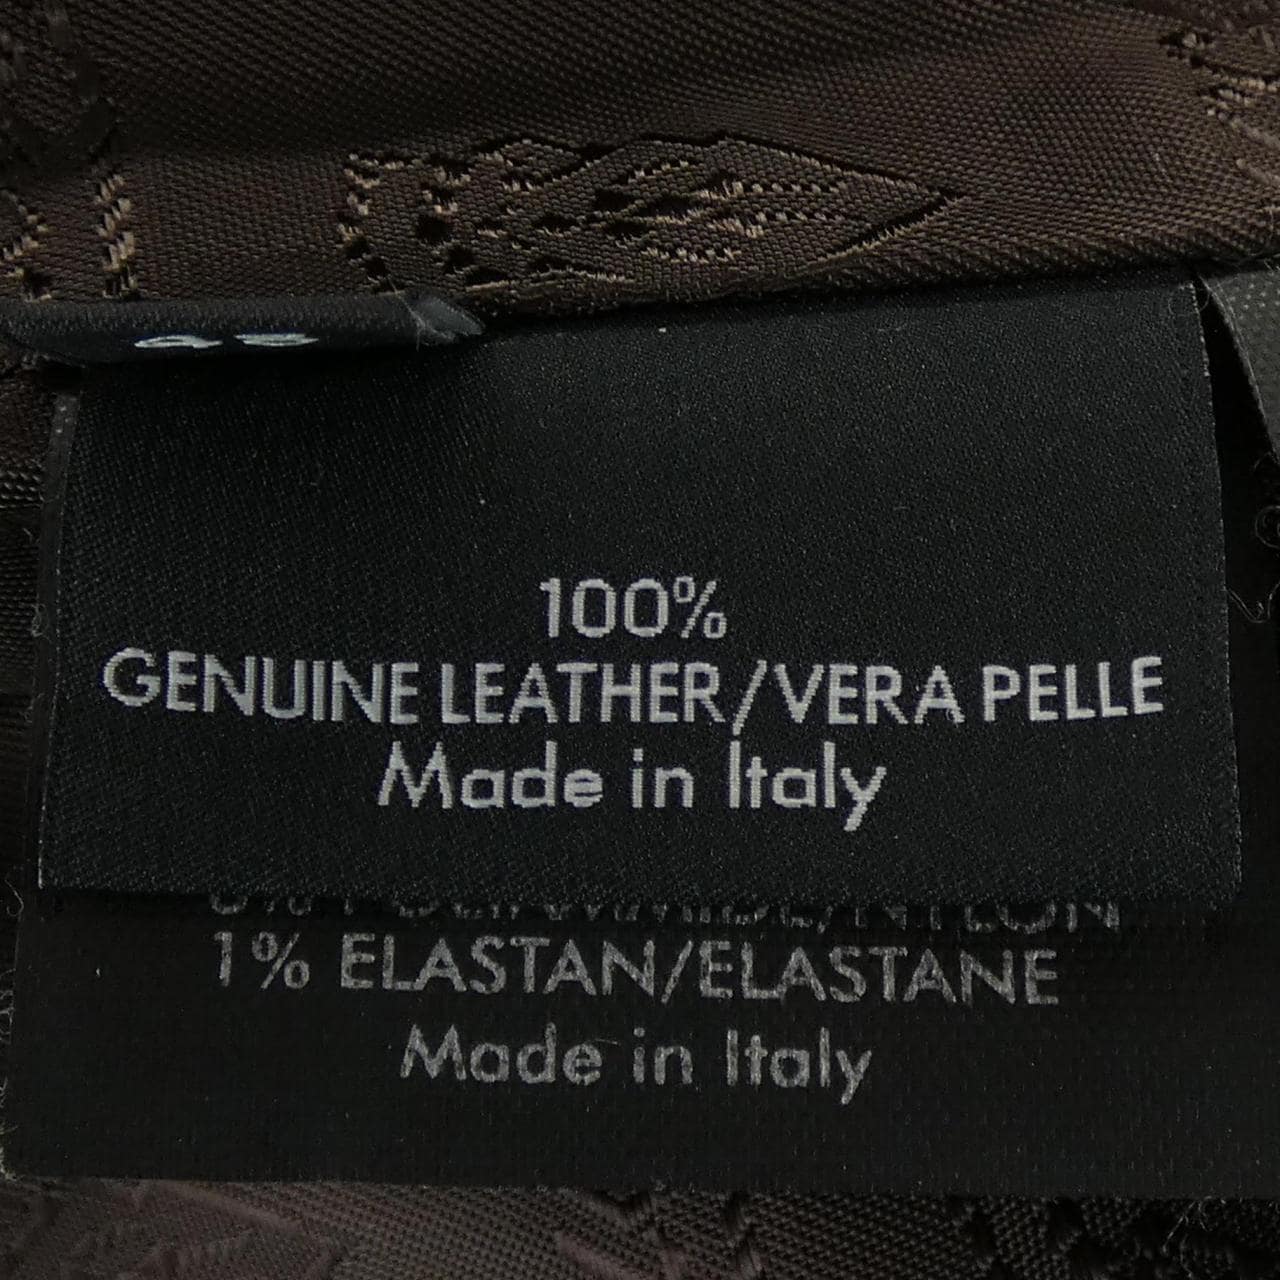 100%
GENUINE LEATHER/VERA PELLE
Made in Italy
1% ELASTAN/ELASTANE
Made in Italy